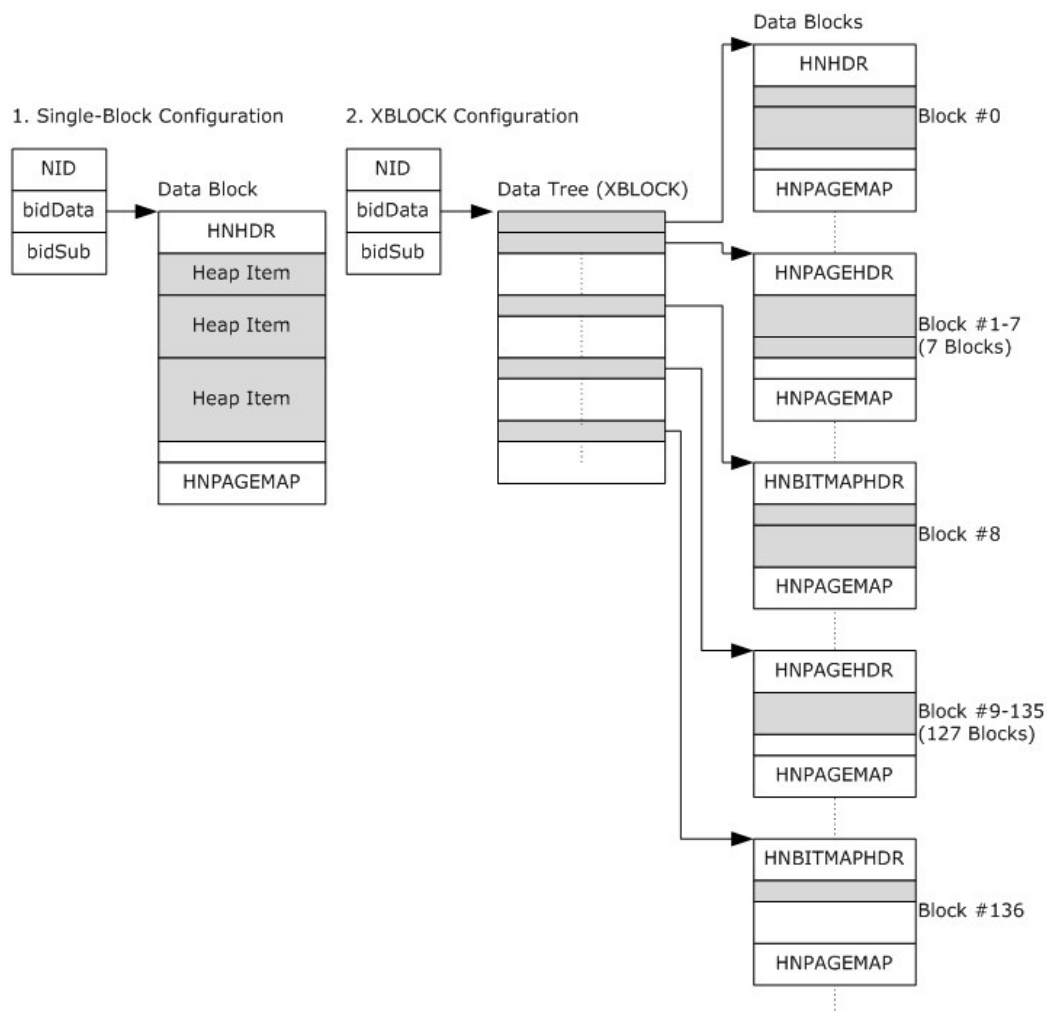 Data Blocks
HNHDR
1. Single-Block Configuration
2. XBLOCK Configuration
Block #0
NID
NID
Data Block
Data Tree (XBLOCK)
HNPAGEMAP
bidData
bidData
HNHDR
bidSub
bidSub
Heap Item
HNPAGEHDR
Heap Item
Block #1-7
(7 Blocks)
Heap Item
HNPAGEMAP
HNPAGEMAP
HNBITMAPHDR
Block #8
HNPAGEMAP
HNPAGEHDR
Block #9-135
(127 Blocks)
HNPAGEMAP
HNBITMAPHDR
Block #136
HNPAGEMAP